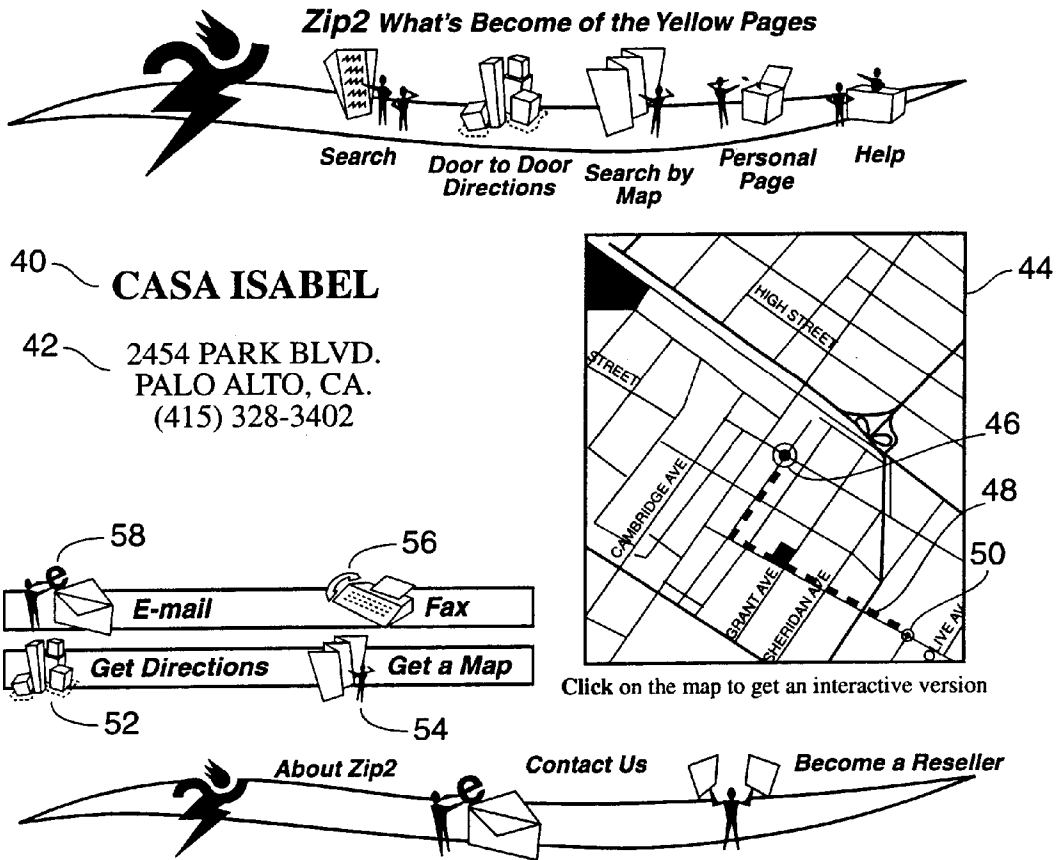 Zip2 What's Become of the Yellow Pages
Search
Door to Door
Directions
Search by
Map
Personal
Page
Help
40
CASA ISABEL
42
2454 PARK BLVD.
PALO ALTO, CA.
(415) 328-3402
44
HIGH STREET
STREET
46
CAMBRIDGE AVE
48
50
GRANT AVE.
SHERIDAN AVE
OLIVE AV
Click on the map to get an interactive version
58
e
E-mail
56
Fax
Get Directions
Get a Map
52
54
About Zip2
e
Contact Us
Become a Reseller